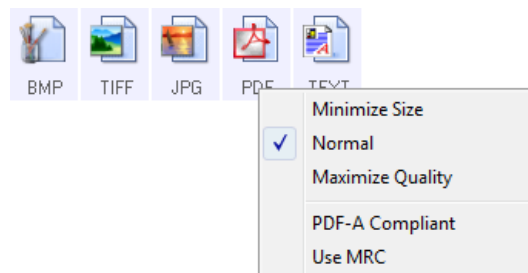 BMP TIFF JPG PDF TEXT
Minimize Size
Normal
Maximize Quality
PDF-A Compliant
Use MRC